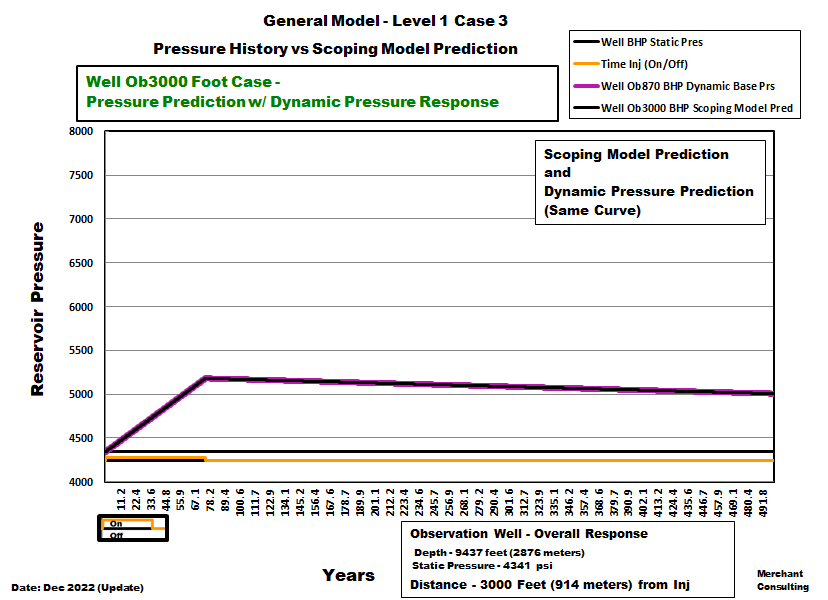 General Model - Level 1 Case 3
Pressure History vs Scoping Model Prediction
Well BHP Static Pres
Time Inj (On/Off)
Well Ob870 BHP Dynamic Base Prs
Well Ob3000 BHP Scoping Model Pred
Well Ob3000 Foot Case -
Pressure Prediction w/ Dynamic Pressure Response
Scoping Model Prediction
and
Dynamic Pressure Prediction
(Same Curve)
Reservoir Pressure
8000
7500
7000
6500
6000
5500
5000
4500
4000
11.2 22.4 33.6 44.8 55.9 67.1 78.2 89.4 100.6 111.7 122.9 134.1 145.2 156.4 167.6 178.7 189.9 201.1 212.2 223.4 234.6 245.7 256.9 268.1 279.2 290.4 301.6 312.7 323.9 335.1 346.2 357.4 368.6 379.7 390.9 402.1 413.2 424.4 435.6 446.7 457.9 469.1 480.4 491.8
On
Off
Years
Observation Well - Overall Response
Depth - 9437 feet (2876 meters)
Static Pressure - 4341 psi
Distance - 3000 Feet (914 meters) from Inj
Date: Dec 2022 (Update)
Merchant
Consulting